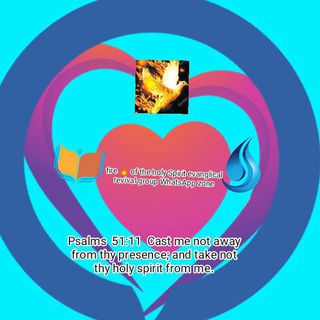 fire 🔥 of the holy Spirit evanglical
revival group WhatsApp zone
Psalms  51:11  Cast me not away
from thy presence; and take not
thy holy spirit from me.